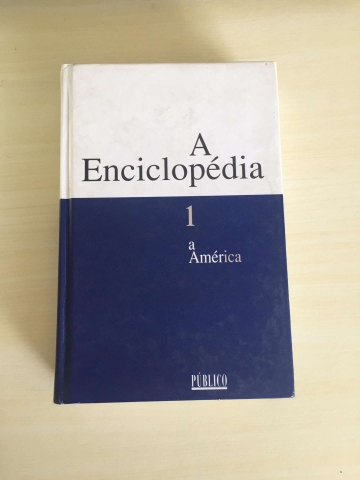 A
Enciclopédia
1
a
América
PÚBLICO